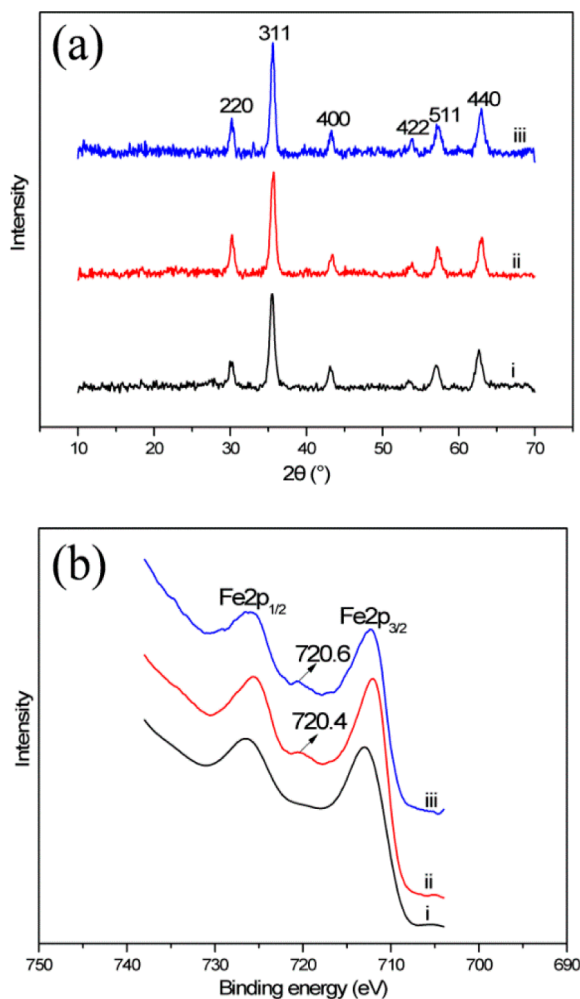 (a)
311
220
400
422
511
440
iii
ii
i
Intensity
10 20 30 40 50 60 70
2θ (°)
(b)
Fe2p1/2
Fe2p3/2
720.6
720.4
iii
ii
i
Intensity
750 740 730 720 710 700 690
Binding energy (eV)